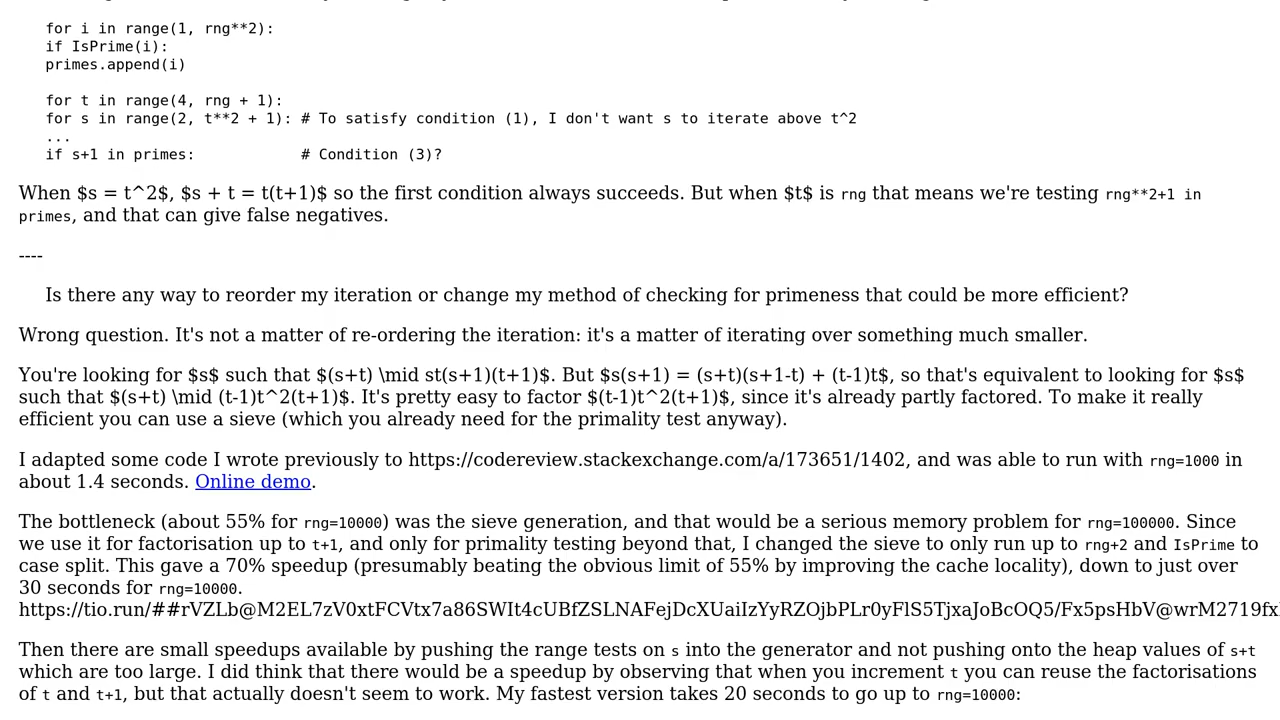 for i in range(1, rng**2):
if IsPrime(i):
primes.append(i)
for t in range(4, rng + 1):
for s in range(2, t**2 + 1): # To satisfy condition (1), I don't want s to iterate above t^2
...
if s+1 in primes: # Condition (3)?
When $s = t^2$, $s + t = t(t+1)$ so the first condition always succeeds. But when $t$ is rng that means we're testing rng**2+1 in
primes, and that can give false negatives.
----
Is there any way to reorder my iteration or change my method of checking for primeness that could be more efficient?
Wrong question. It's not a matter of re-ordering the iteration: it's a matter of iterating over something much smaller.
You're looking for $s$ such that $(s+t) \mid st(s+1)(t+1)$. But $s(s+1) = (s+t)(s+1-t) + (t-1)t$, so that's equivalent to looking for $s$
such that $(s+t) \mid (t-1)t^2(t+1)$. It's pretty easy to factor $(t-1)t^2(t+1)$, since it's already partly factored. To make it really
efficient you can use a sieve (which you already need for the primality test anyway).
I adapted some code I wrote previously to https://codereview.stackexchange.com/a/173651/1402, and was able to run with rng=1000 in
about 1.4 seconds. Online demo.
The bottleneck (about 55% for rng=10000) was the sieve generation, and that would be a serious memory problem for rng=100000. Since
we use it for factorisation up to t+1, and only for primality testing beyond that, I changed the sieve to only run up to rng+2 and IsPrime to
case split. This gave a 70% speedup (presumably beating the obvious limit of 55% by improving the cache locality), down to just over
30 seconds for rng=10000.
https://tio.run/##rVZLb@M2EL7zV0xtFCVtx7a86SWIt4cUBfZSLNAFejDcXUaiIzYyRZOjbPLr0yFlS5TjxaJoBcOQ5/Fx5psHbV@wrM2719fx
Then there are small speedups available by pushing the range tests on s into the generator and not pushing onto the heap values of s+t
which are too large. I did think that there would be a speedup by observing that when you increment t you can reuse the factorisations
of t and t+1, but that actually doesn't seem to work. My fastest version takes 20 seconds to go up to rng=10000: